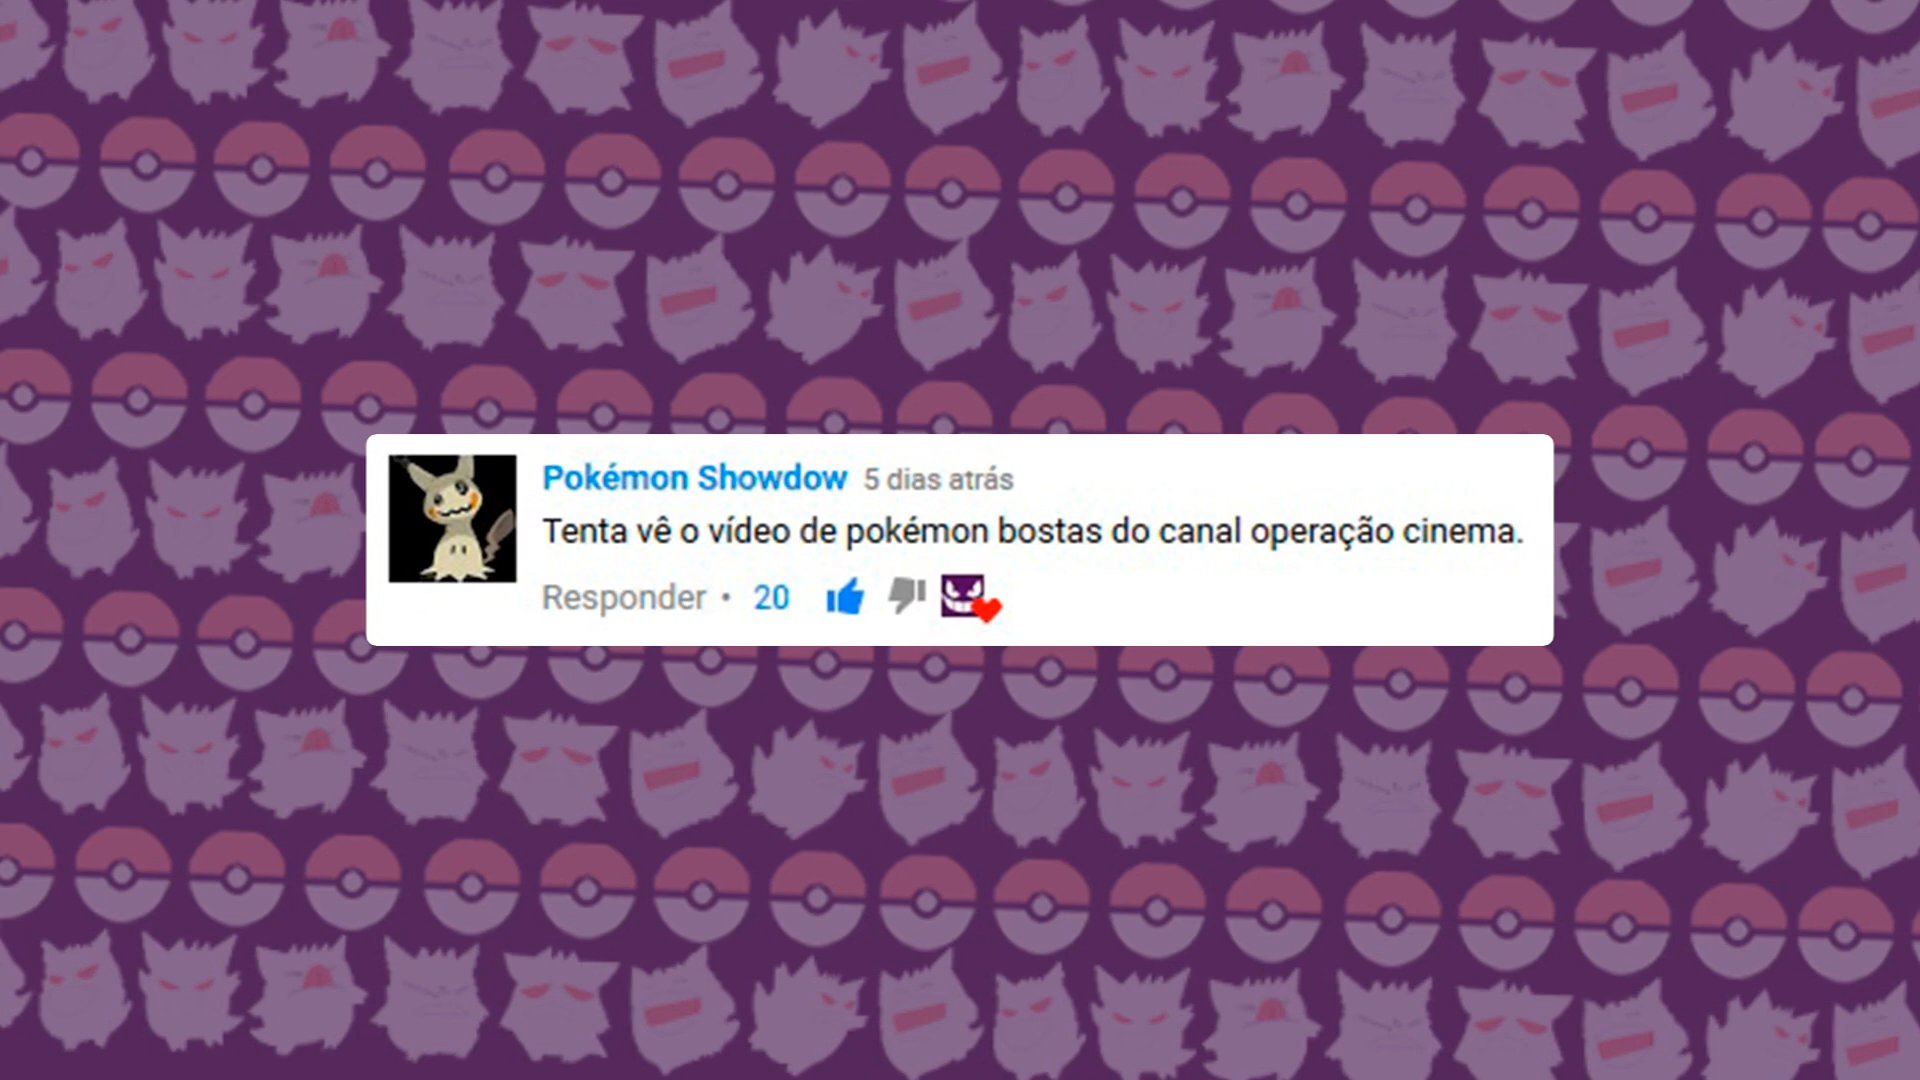 Pokémon Showdow 5 dias atrás
Tenta vê o vídeo de pokémon bostas do canal operação cinema.
Responder • 20